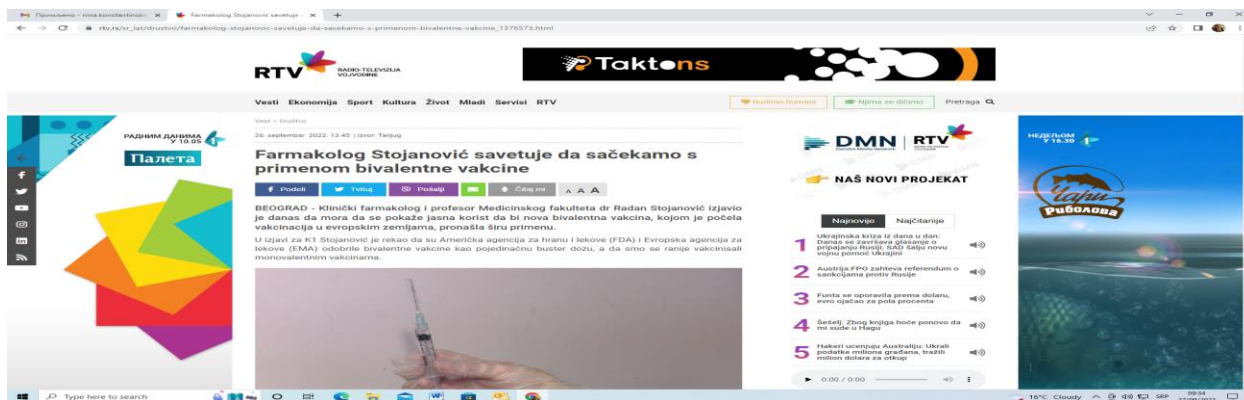 Farmakolog Stojanović savetuje -
rtv.rs/sr_lat/drustvo/farmakolog-stojanovic-savetuje-da-sacekamo-s-primenom-bivalentne-vakcine_1376573.html
RTV
RADIO-TELEVIZIJA
VOJVODINE
Taktons
Vesti Ekonomija Sport Kultura Život Mladi Servisi RTV
Budimo humani
Njima se dičimo
Pretraga
РАДНИМ ДАНИМА
У 10.05
Палета
Vesti > Društvo
26. septembar 2022. 13:45 | Izvor: Tanjug
Farmakolog Stojanović savetuje da sačekamo s
primenom bivalentne vakcine
Podeli
Tvituj
Pošalji
Čitaj mi
A A A
BEOGRAD - Klinički farmakolog i profesor Medicinskog fakulteta dr Radan Stojanović izjavio
je danas da mora da se pokaže jasna korist da bi nova bivalentna vakcina, kojom je počela
vakcinacija u evropskim zemljama, pronašla širu primenu.
U izjavi za K1 Stojanović je rekao da su Američka agencija za hranu i lekove (FDA) i Evropska agencija za
lekove (EMA) odobrile bivalentne vakcine kao pojedinačnu buster dozu, a da smo se ranije vakcinisali
monovalentnim vakcinama.
DMN RTV
NAŠ NOVI PROJEKAT
Najnovije
Najčitanije
1
Ukrajinska kriza iz dana u dan:
Danas se završava glasanje o
pripajanju Rusiji; SAD šalju novu
vojnu pomoć Ukrajini
2
Austrija:FPO zahteva referendum o
sankcijama protiv Rusije
3
Funta se oporavila prema dolaru,
evro ojačao za pola procenta
4
Šešelj: Zbog knjiga hoće ponovo da
mi sude u Hagu
5
Hakeri ucenjuju Australiju: Ukrali
podatke miliona građana, tražili
milion dolara za otkup
0:00 / 0:00
НЕДЕЉОМ
У 16.30
Чари
Риболова
Type here to search
16°C Cloudy
SRP
09:34